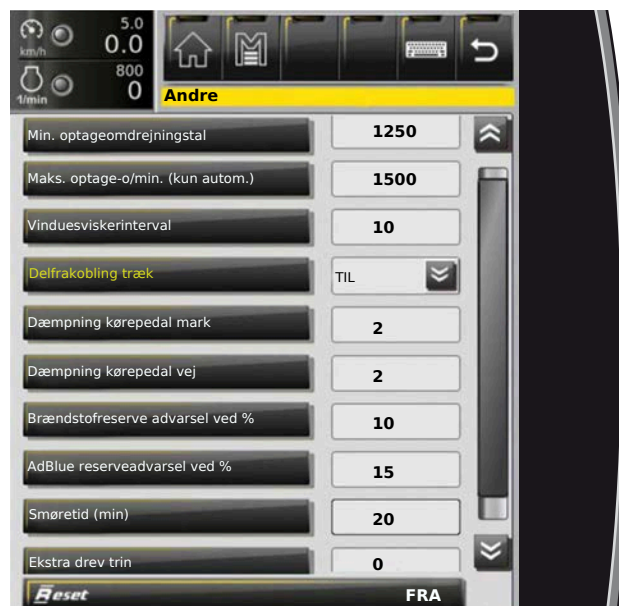 5.0
km/h 0.0
800
1/min 0
Andre
Min. optageomdrejningstal 1250
Maks. optage-o/min. (kun autom.) 1500
Vinduesviskerinterval 10
Delfrakobling træk TIL
Dæmpning kørepedal mark 2
Dæmpning kørepedal vej 2
Brændstofreserve advarsel ved % 10
AdBlue reserveadvarsel ved % 15
Smøretid (min) 20
Ekstra drev trin 0
Reset FRA